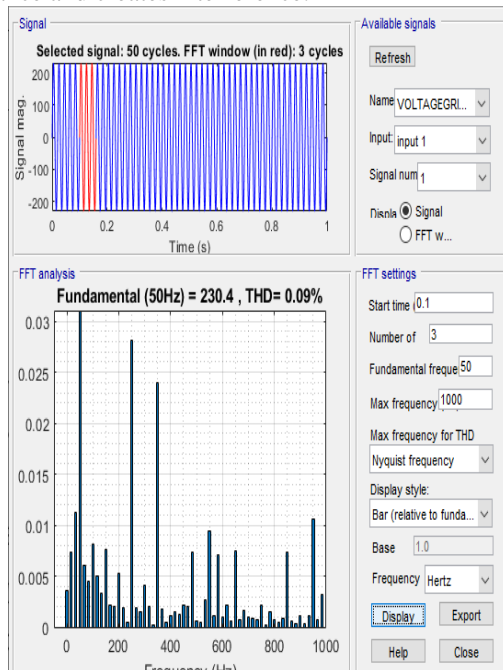 Signal
Selected signal: 50 cycles. FFT window (in red): 3 cycles
Signal mag.
200
100
0
-100
-200
0 0.2 0.4 0.6 0.8 1
Time (s)
Available signals
Refresh
Name VOLTAGEGRI...
Input: input 1
Signal num 1
Displa Signal
FFT w...
FFT analysis
Fundamental (50Hz) = 230.4 , THD= 0.09%
0.03
0.025
0.02
0.015
0.01
0.005
0
0 200 400 600 800 1000
Frequency (Hz)
FFT settings
Start time 0.1
Number of 3
Fundamental freque 50
Max frequency 1000
Max frequency for THD
Nyquist frequency
Display style:
Bar (relative to funda...
Base 1.0
Frequency Hertz
Display Export
Help Close